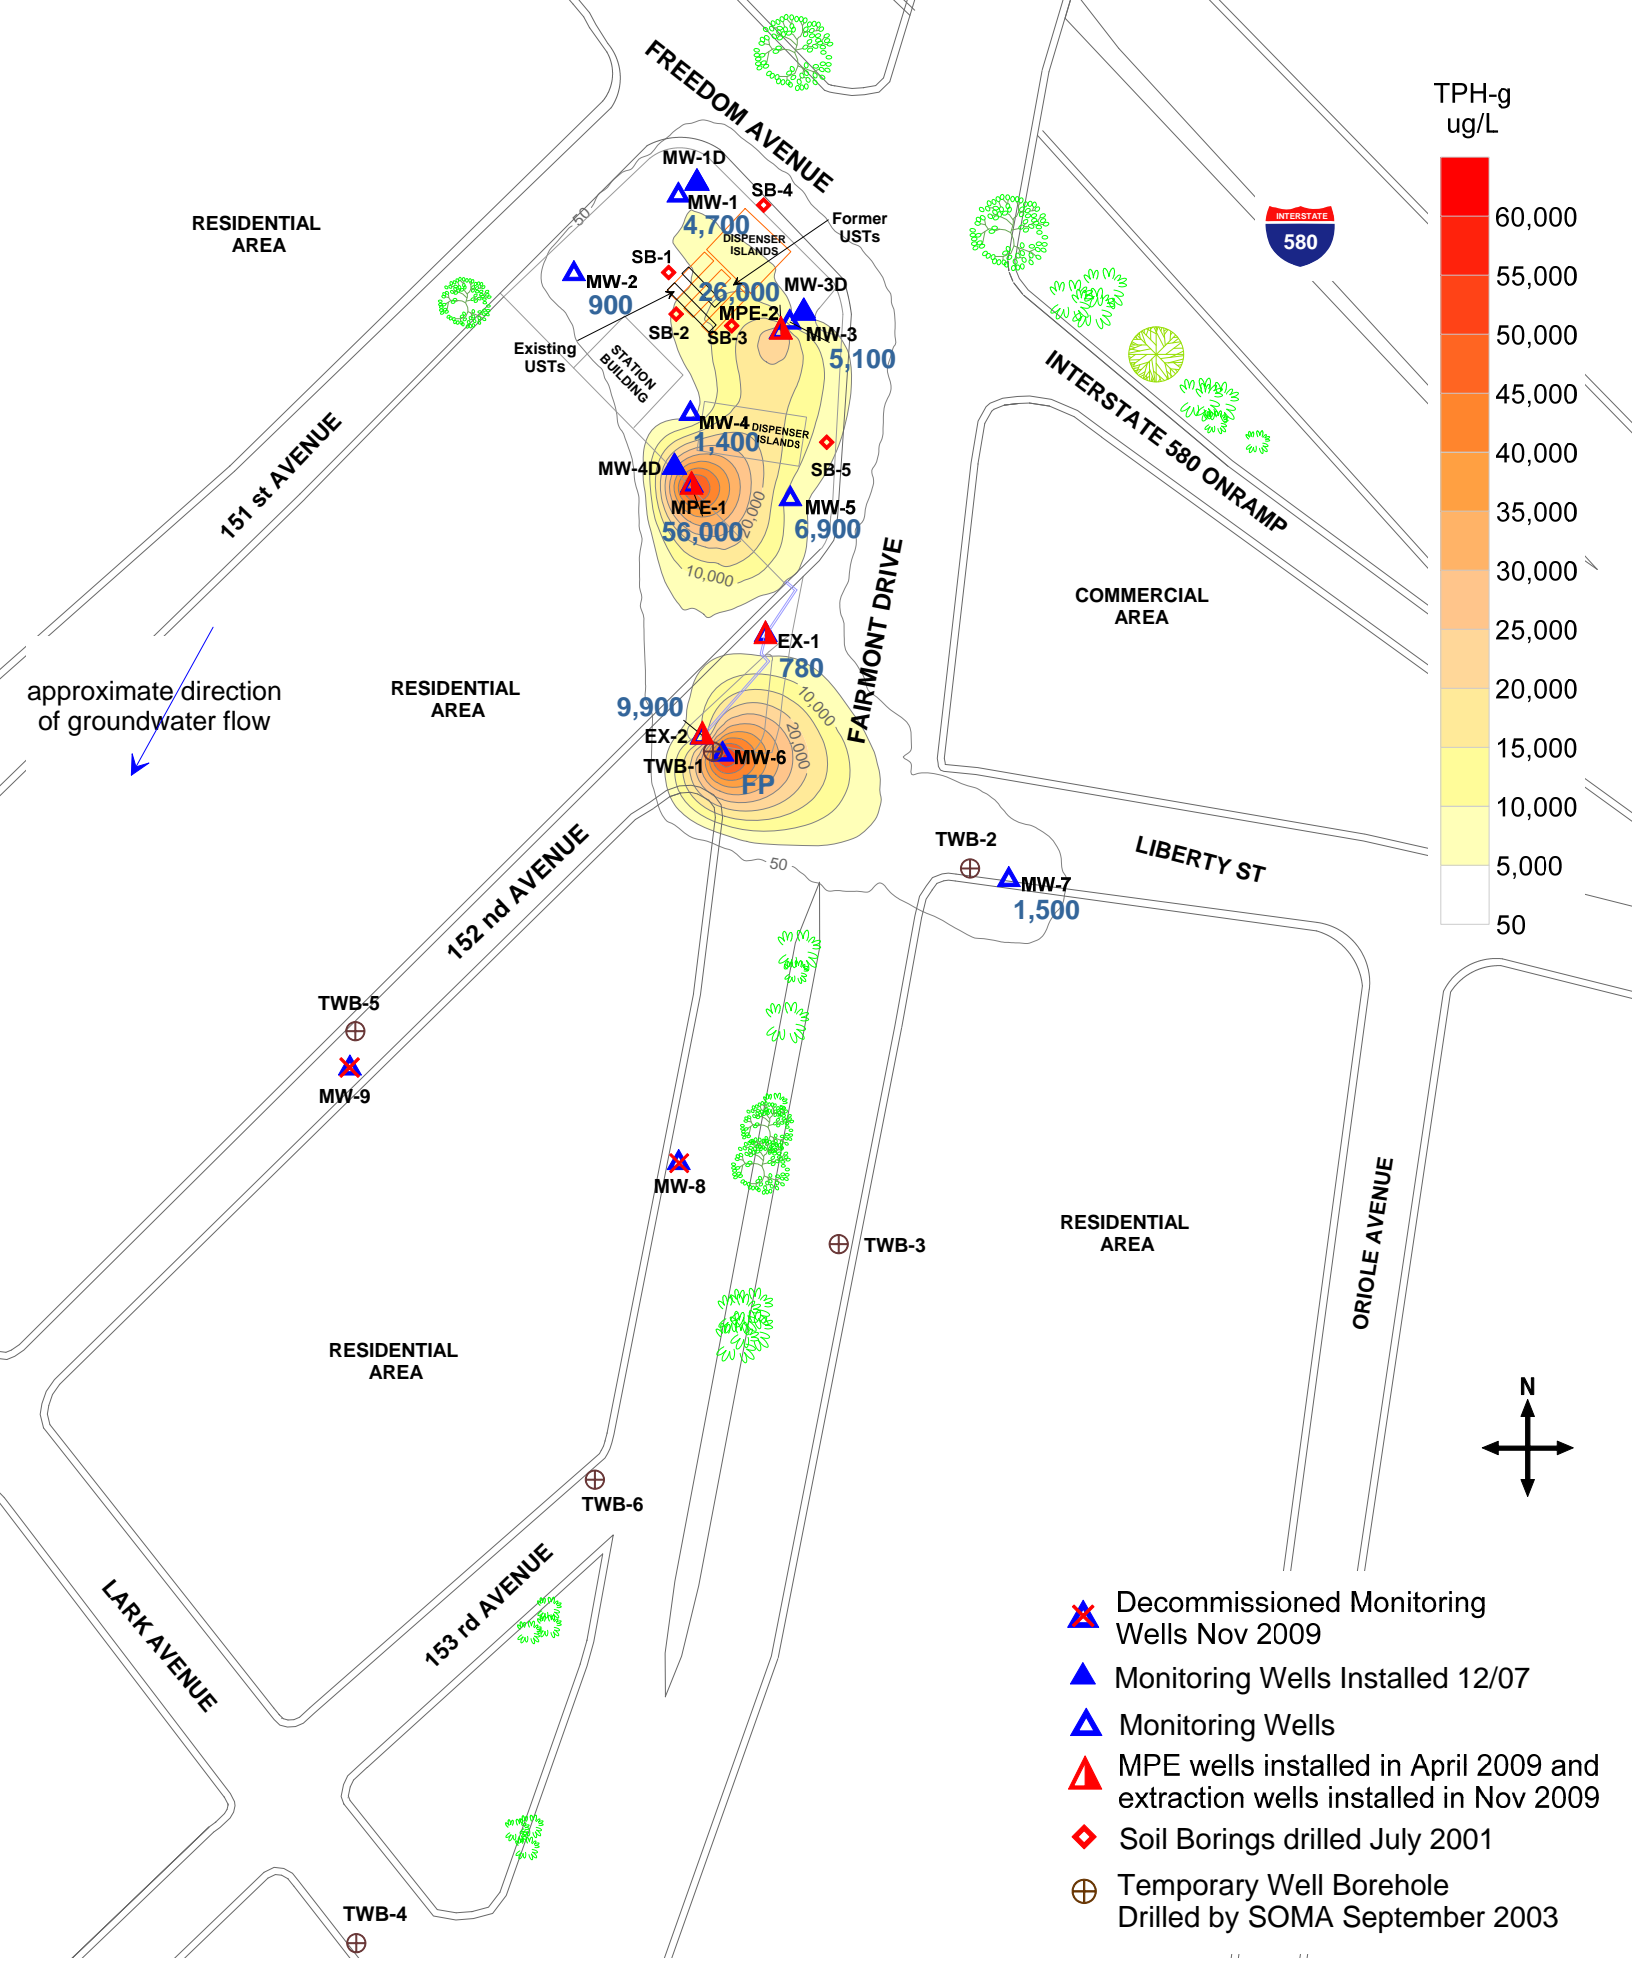 FREEDOM AVENUE
TPH-g
ug/L
60,000
55,000
50,000
45,000
40,000
35,000
30,000
25,000
20,000
15,000
10,000
5,000
50
INTERSTATE
580
RESIDENTIAL
AREA
MW-1D
MW-1
4,700
SB-4
Former
USTs
DISPENSER
ISLANDS
50
SB-1
MW-2
900
26,000
MW-3D
MPE-2
MW-3
5,100
SB-2
SB-3
Existing
USTs
STATION
BUILDING
MW-4
1,400
DISPENSER
ISLANDS
MW-4D
SB-5
MPE-1
56,000
20,000
MW-5
6,900
10,000
151 st AVENUE
INTERSTATE 580 ONRAMP
COMMERCIAL
AREA
FAIRMONT DRIVE
EX-1
780
approximate direction
of groundwater flow
RESIDENTIAL
AREA
9,900
EX-2
TWB-1
MW-6
FP
10,000
20,000
50
TWB-2
MW-7
1,500
LIBERTY ST
152 nd AVENUE
TWB-5
MW-9
MW-8
TWB-3
RESIDENTIAL
AREA
ORIOLE AVENUE
RESIDENTIAL
AREA
N
TWB-6
153 rd AVENUE
LARK AVENUE
TWB-4
Decommissioned Monitoring
Wells Nov 2009
Monitoring Wells Installed 12/07
Monitoring Wells
MPE wells installed in April 2009 and
extraction wells installed in Nov 2009
Soil Borings drilled July 2001
Temporary Well Borehole
Drilled by SOMA September 2003